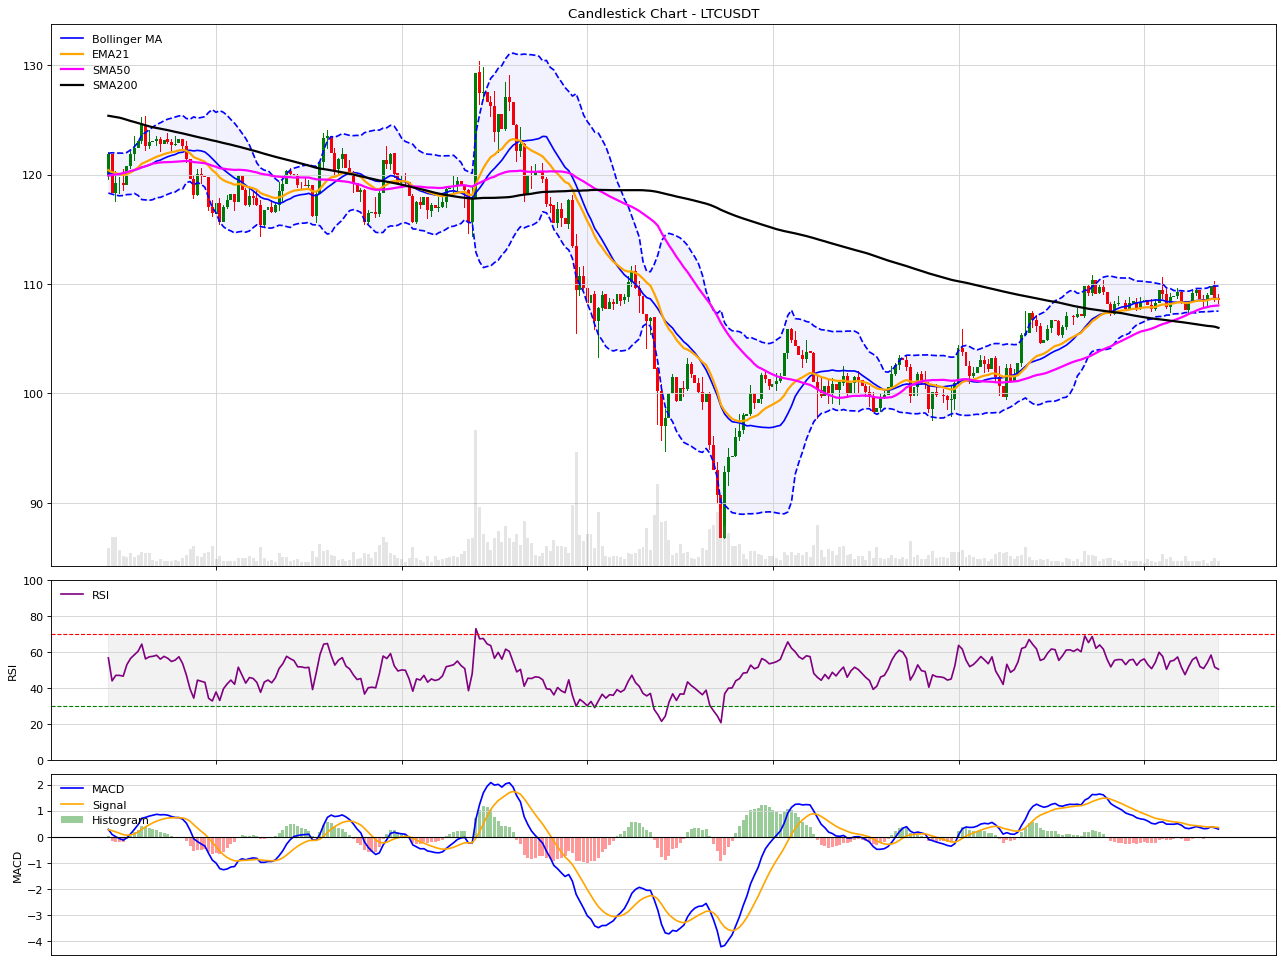 Candlestick Chart - LTCUSDT
Bollinger MA
EMA21
SMA50
SMA200
130
120
110
100
90
100
80
60
40
20
0
RSI
RSI
2
1
0
−1
−2
−3
−4
MACD
MACD
Signal
Histogram